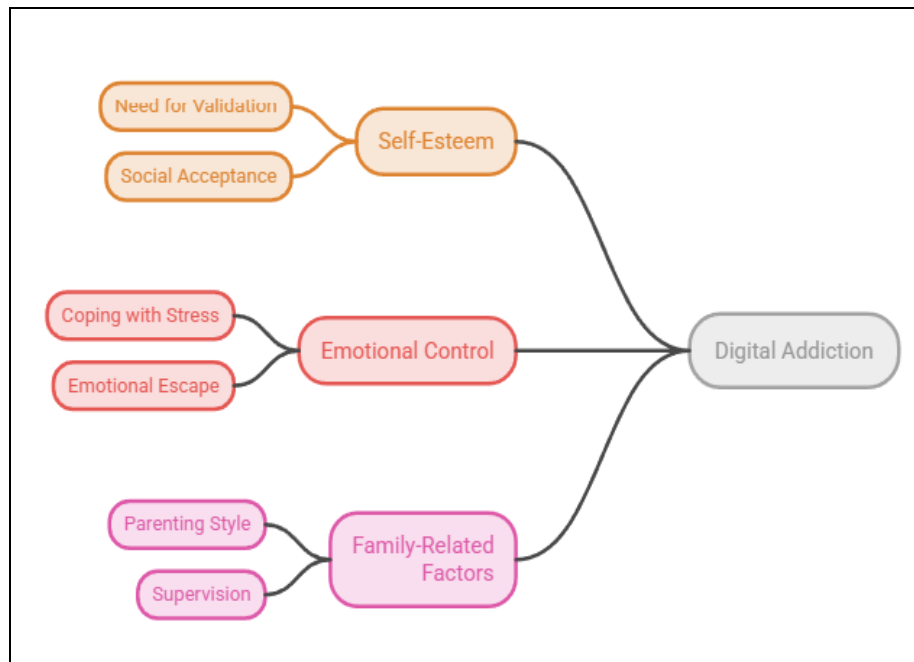 Need for Validation
Self-Esteem
Social Acceptance
Coping with Stress
Emotional Control
Digital Addiction
Emotional Escape
Parenting Style
Family-Related
Factors
Supervision